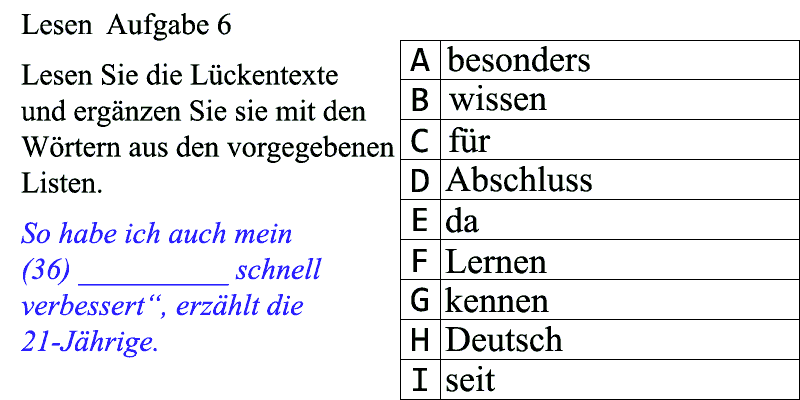 Lesen Aufgabe 6
Lesen Sie die Lückentexte
und ergänzen Sie sie mit den
Wörtern aus den vorgegebenen
Listen.
So habe ich auch mein
(36) __________ schnell
verbessert“, erzählt die
21-Jährige.
A besonders
B wissen
C für
D Abschluss
E da
F Lernen
G kennen
H Deutsch
I seit